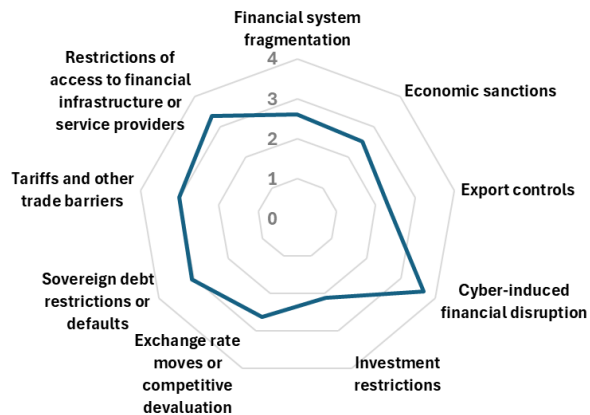 Financial system
fragmentation
Economic sanctions
Export controls
Cyber-induced
financial disruption
Investment
restrictions
Exchange rate
moves or
competitive
devaluation
Sovereign debt
restrictions or
defaults
Tariffs and other
trade barriers
Restrictions of
access to financial
infrastructure or
service providers
4
3
2
1
0